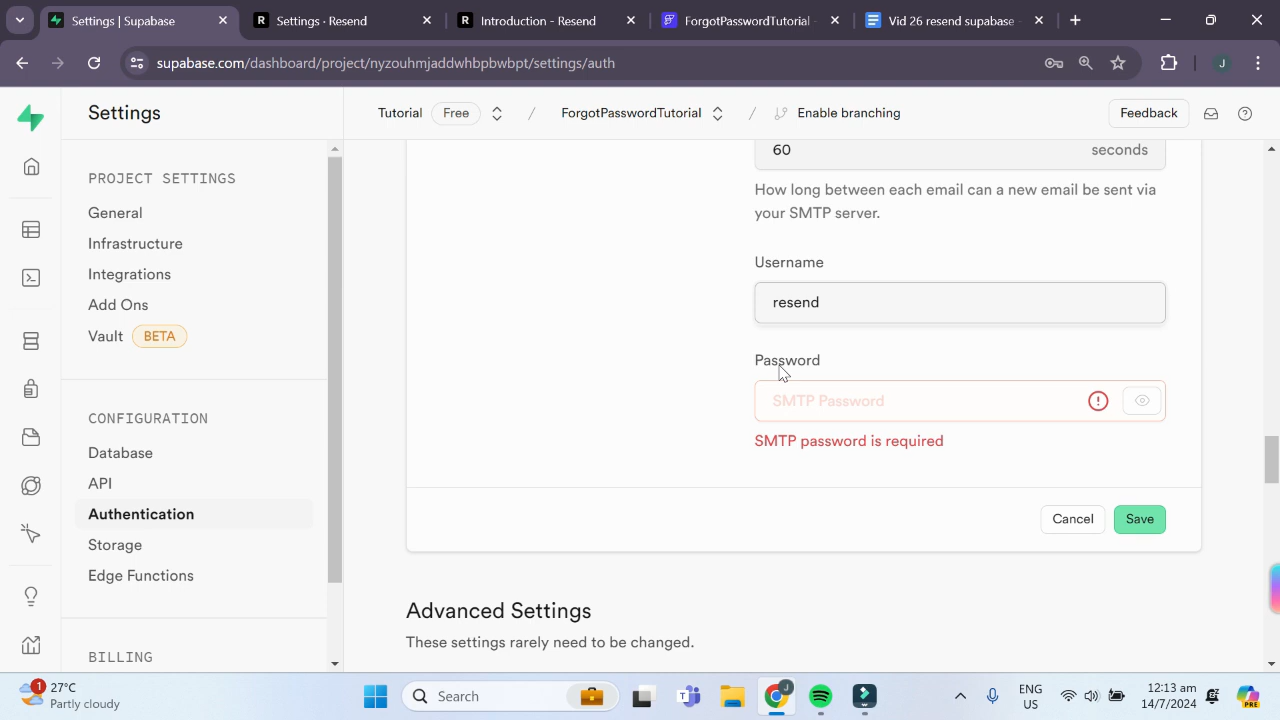 Settings - Resend
Introduction - Resend
ForgotPasswordTutorial -
Vid 26 resend supabase
supabase.com/dashboard/project/nyzouhmjaddwhbpbwbpt/settings/auth
J
Settings
Tutorial Free / ForgotPasswordTutorial / Enable branching
Feedback
PROJECT SETTINGS
General
Infrastructure
Integrations
Add Ons
Vault BETA
CONFIGURATION
Database
API
Authentication
Storage
Edge Functions
BILLING
60 seconds
How long between each email can a new email be sent via
your SMTP server.
Username
resend
Password
SMTP Password
SMTP password is required
Cancel Save
Advanced Settings
These settings rarely need to be changed.
1
27°C
Partly cloudy
Search
ENG
US
12:13 am
14/7/2024
PRE